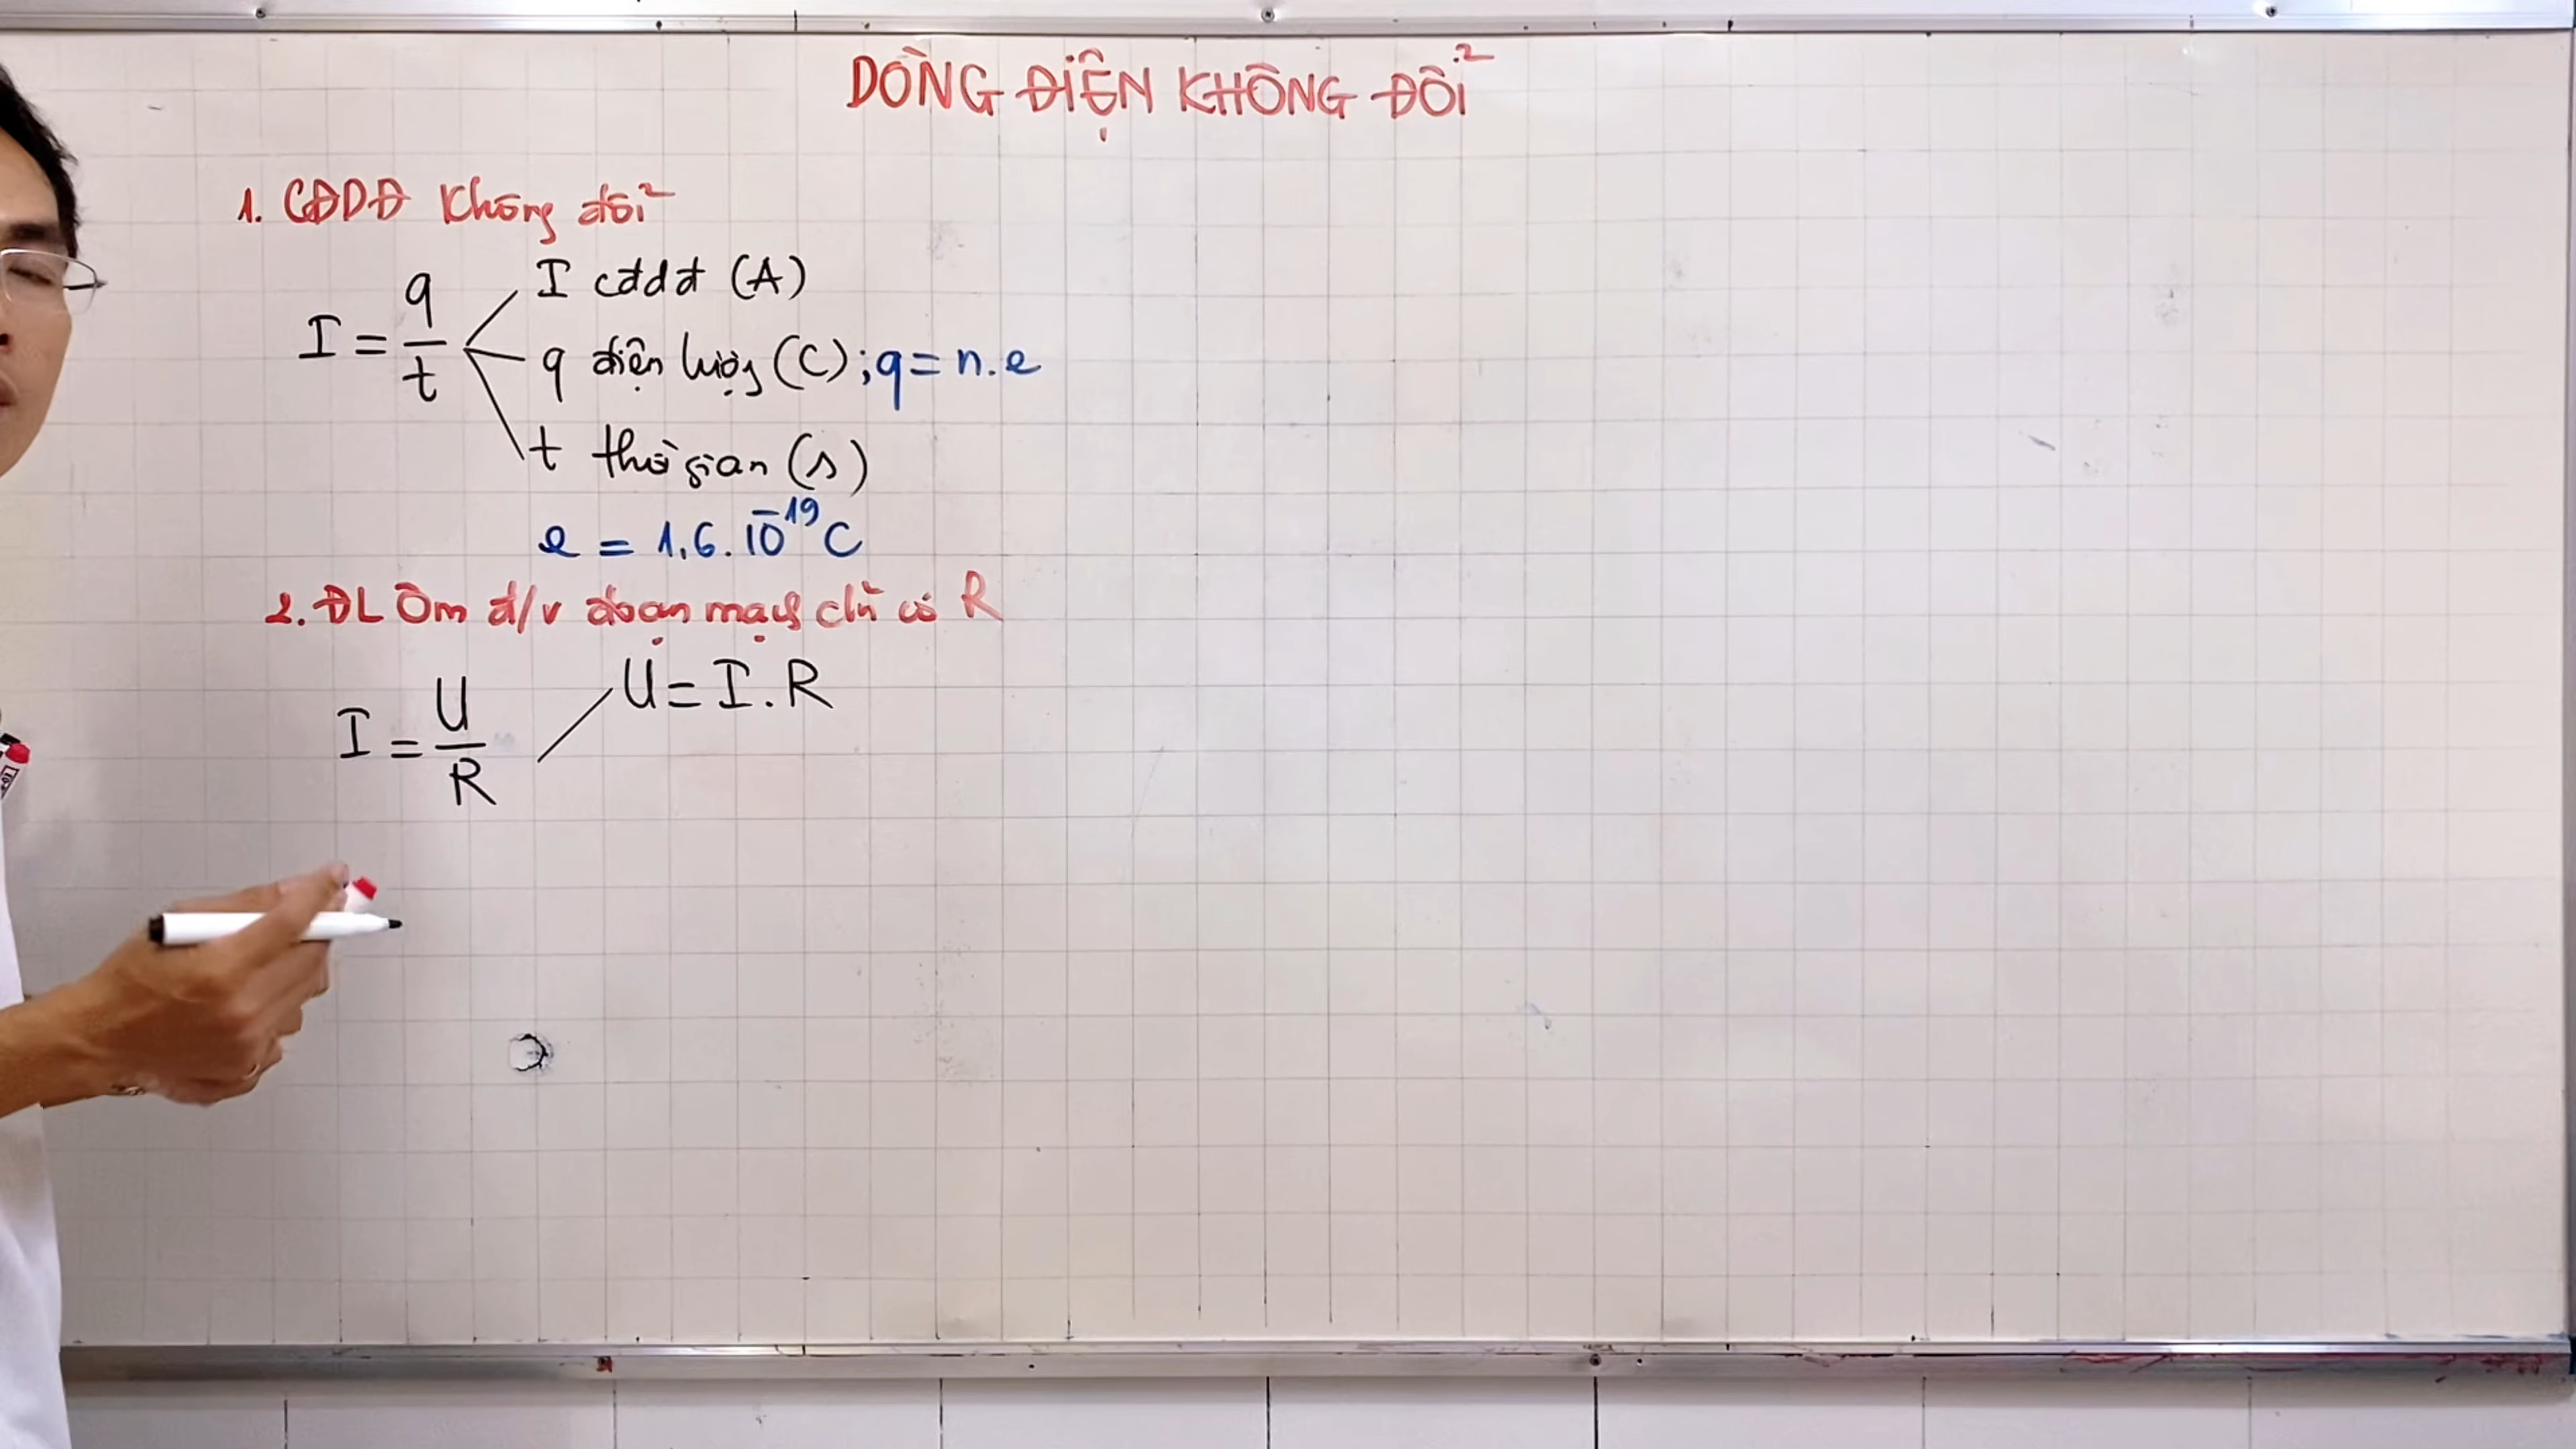 DÒNG ĐIỆN KHÔNG ĐỔI
1. CĐDĐ không đổi
I = q/t
I cđdđ (A)
q điện lượng (C); q = n.e
t thời gian (s)
e = 1,6.10⁻¹⁹C
2. ĐL Ôm đ/v đoạn mạch chỉ có R
I = U/R
U = I.R